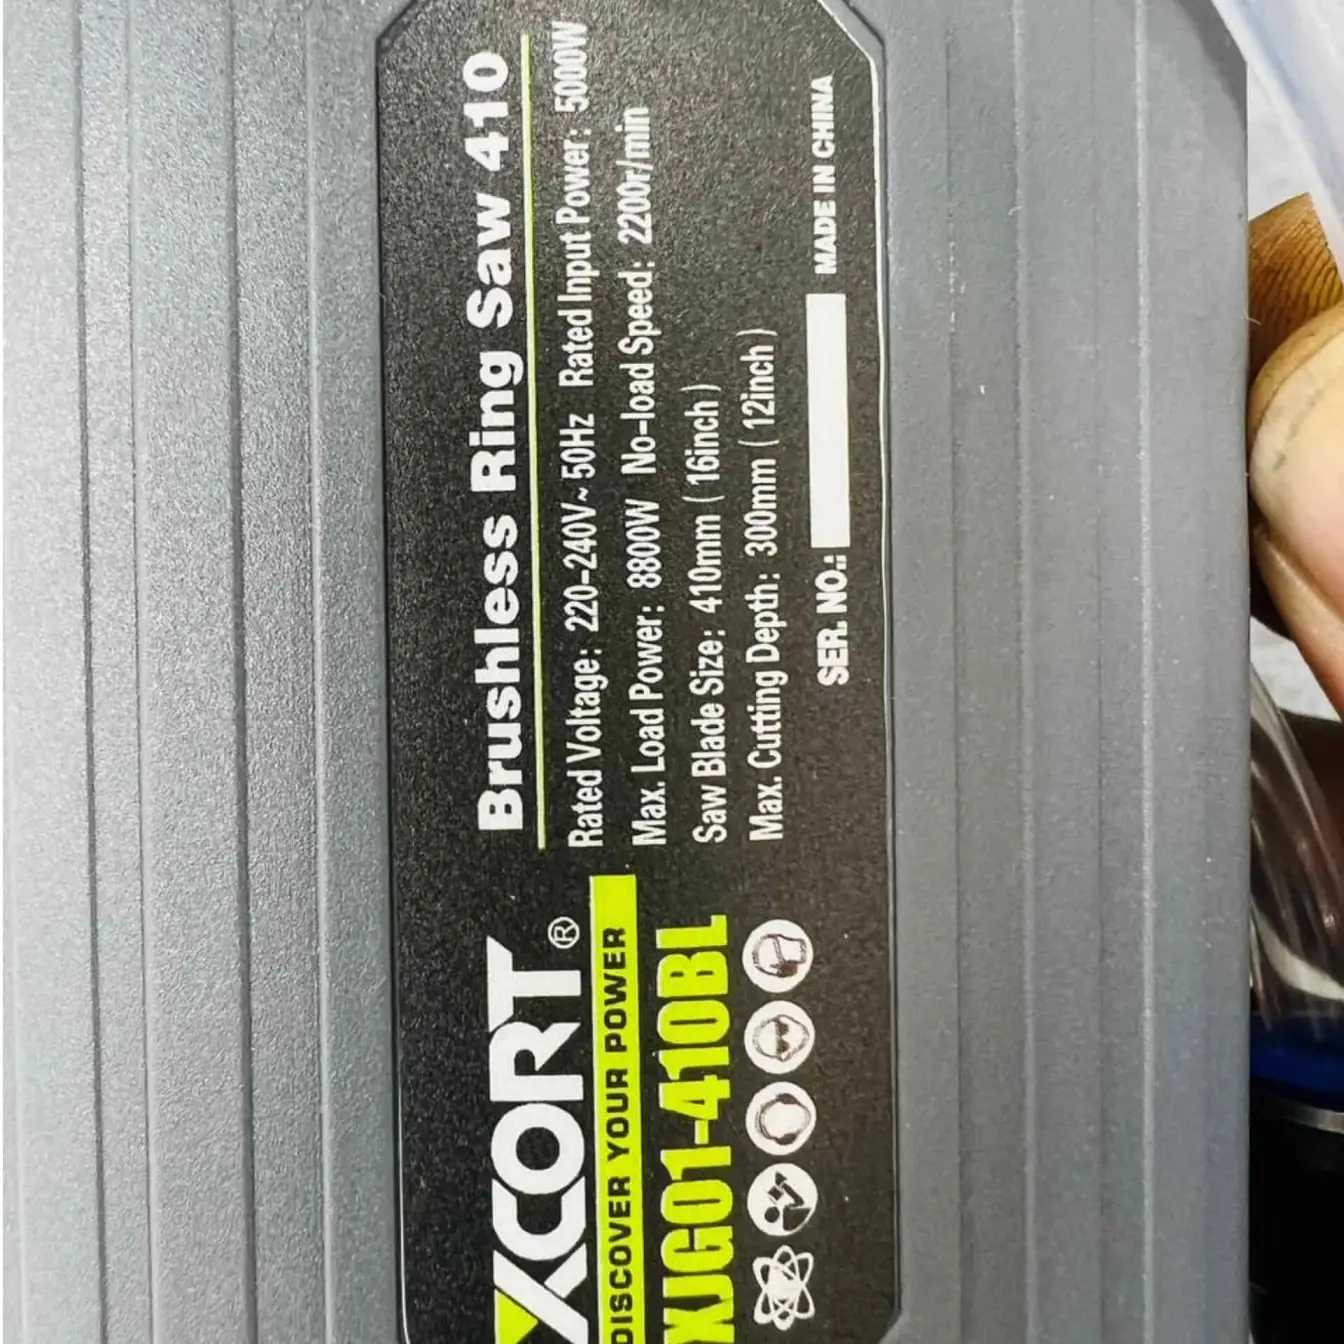 XCORT®
DISCOVER YOUR POWER
XJG01-410BL
Brushless Ring Saw 410
Rated Voltage: 220-240V~50Hz Rated Input Power: 5000W
Max. Load Power: 8800W No-load Speed: 2200r/min
Saw Blade Size: 410mm (16inch)
Max. Cutting Depth: 300mm (12inch)
SER. NO.: MADE IN CHINA